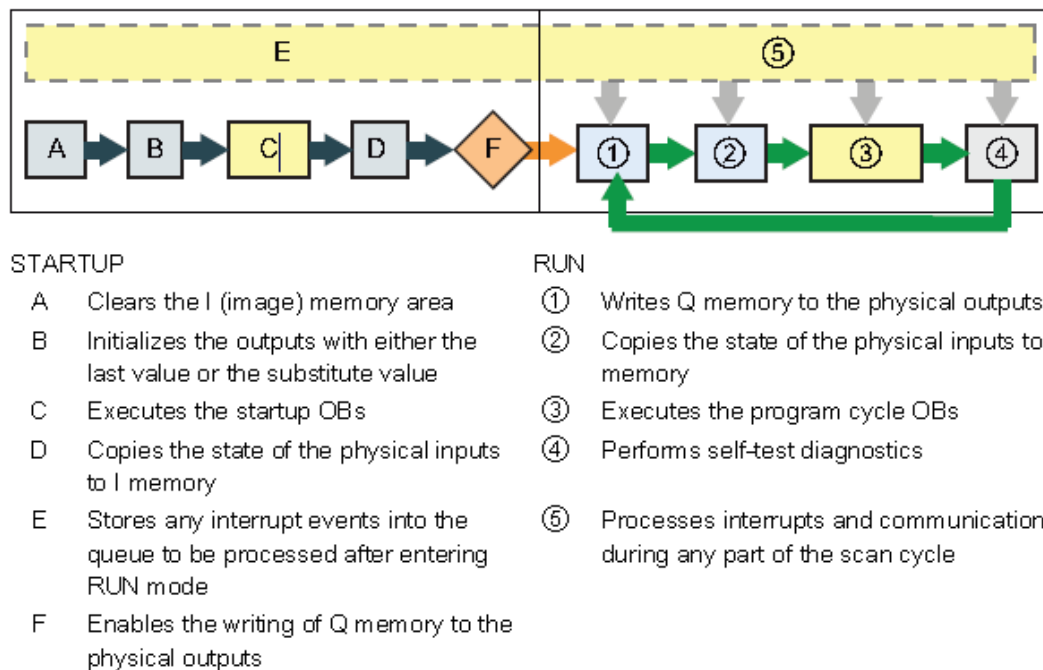 E ⑤
A B C D F ① ② ③ ④
STARTUP RUN
A Clears the I (image) memory area ① Writes Q memory to the physical outputs
B Initializes the outputs with either the ② Copies the state of the physical inputs to
last value or the substitute value memory
C Executes the startup OBs ③ Executes the program cycle OBs
D Copies the state of the physical inputs ④ Performs self-test diagnostics
to I memory
E Stores any interrupt events into the ⑤ Processes interrupts and communication
queue to be processed after entering during any part of the scan cycle
RUN mode
F Enables the writing of Q memory to the
physical outputs